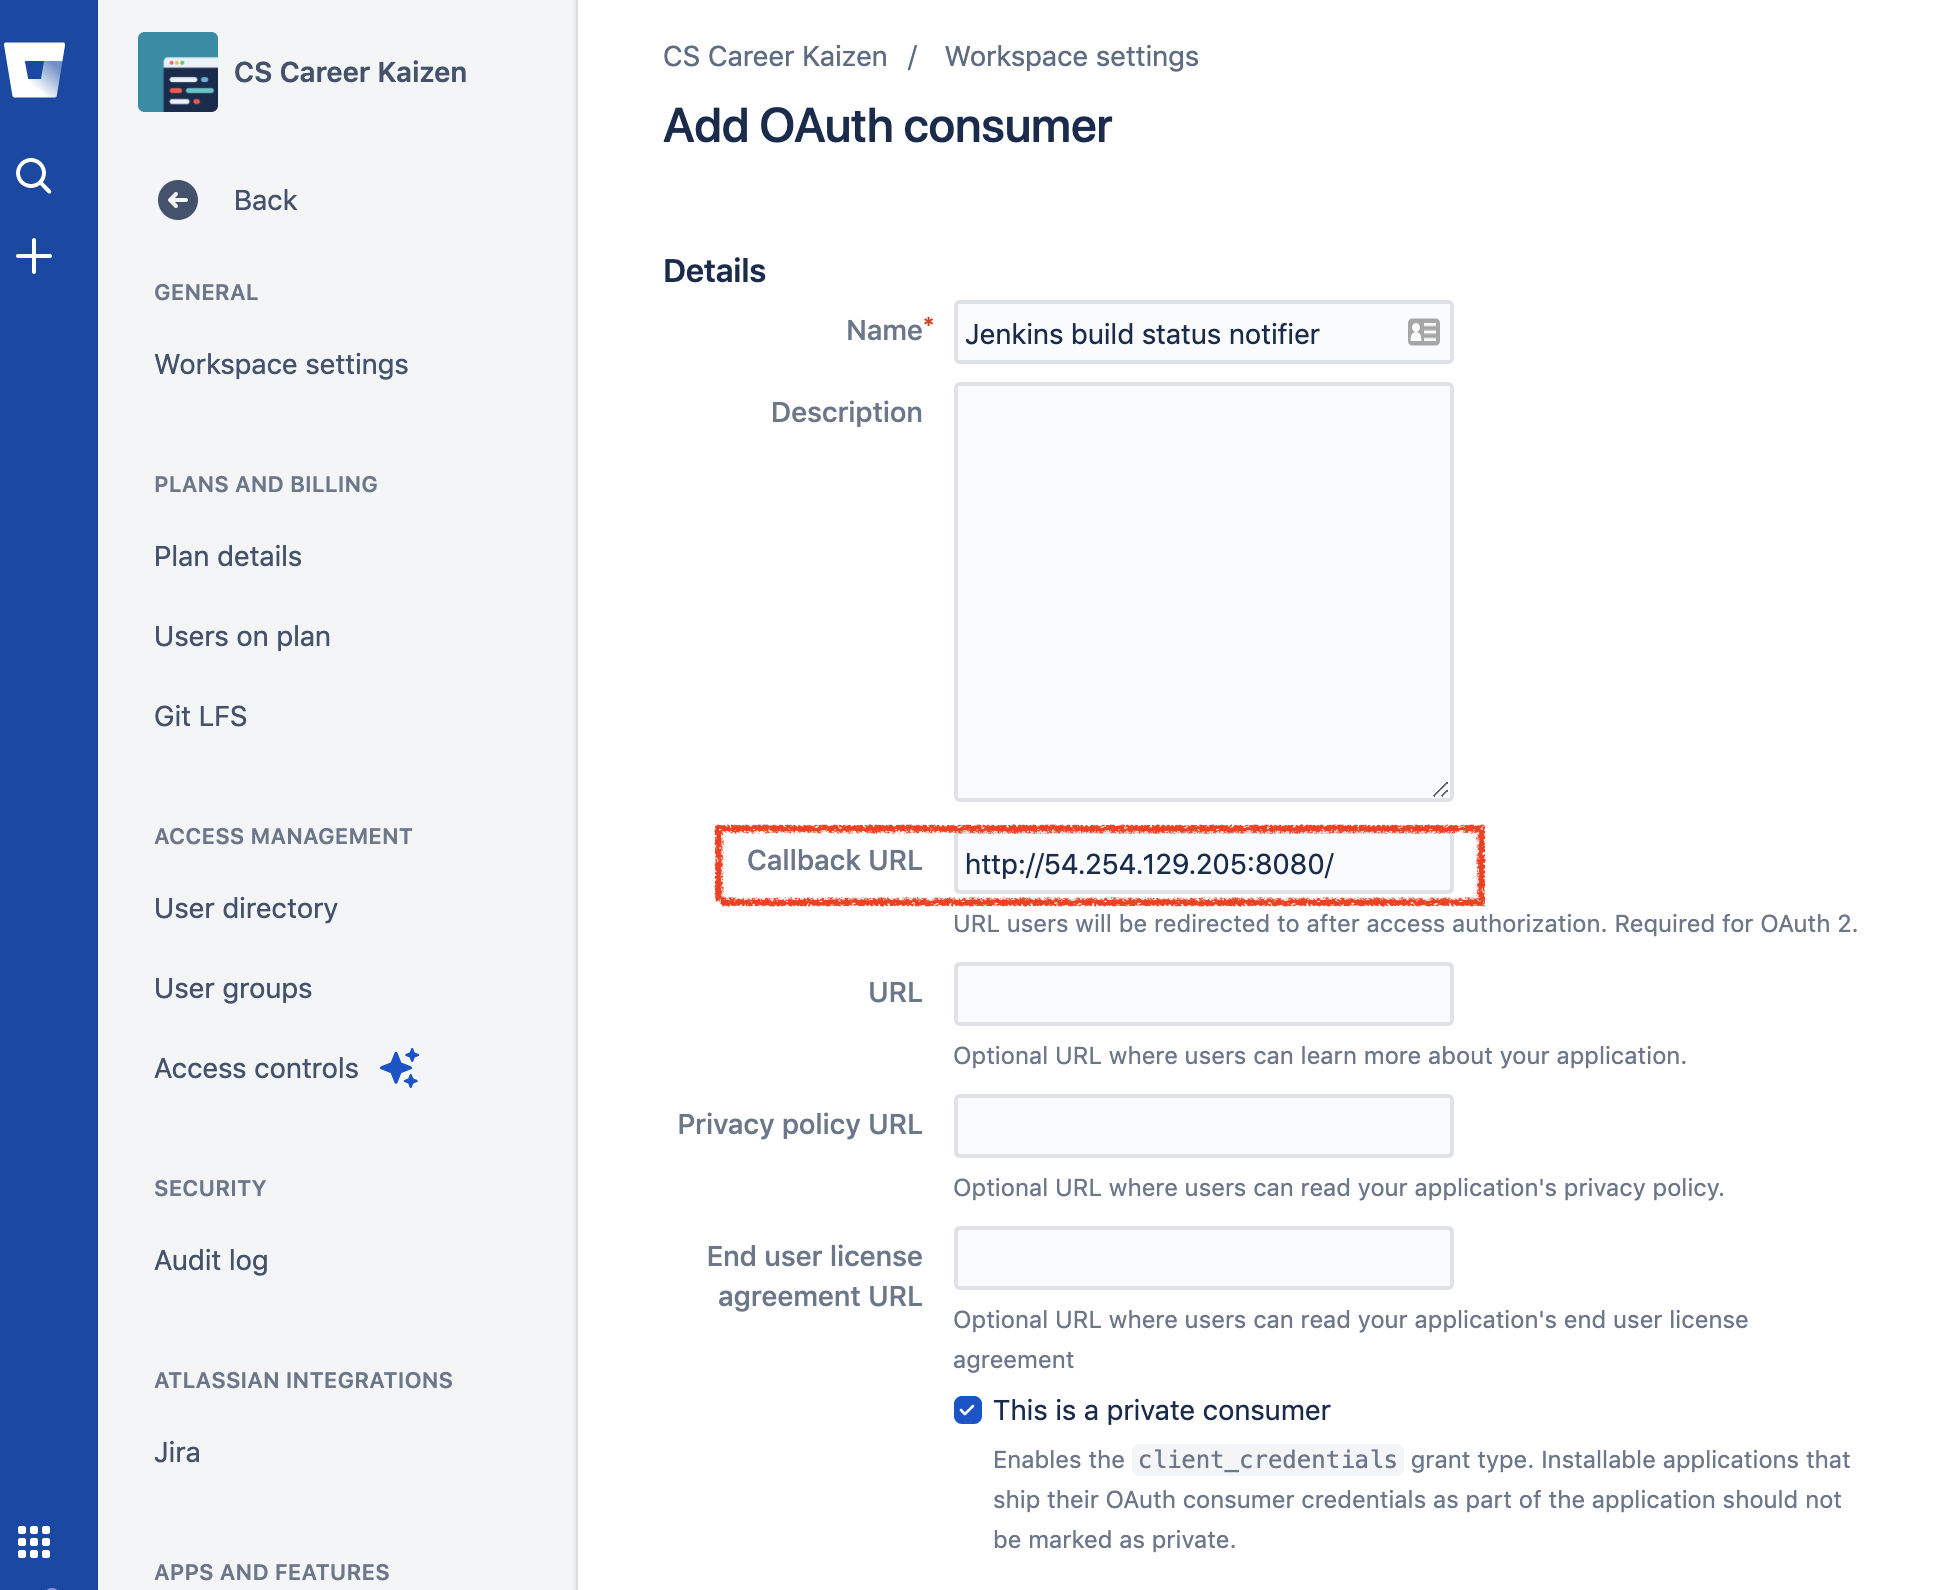 CS Career Kaizen
Back
GENERAL
Workspace settings
PLANS AND BILLING
Plan details
Users on plan
Git LFS
ACCESS MANAGEMENT
User directory
User groups
Access controls
SECURITY
Audit log
ATLASSIAN INTEGRATIONS
Jira
APPS AND FEATURES
CS Career Kaizen / Workspace settings
Add OAuth consumer
Details
Name* Jenkins build status notifier
Description
Callback URL http://54.254.129.205:8080/
URL users will be redirected to after access authorization. Required for OAuth 2.
URL
Optional URL where users can learn more about your application.
Privacy policy URL
Optional URL where users can read your application's privacy policy.
End user license
agreement URL
Optional URL where users can read your application's end user license
agreement
This is a private consumer
Enables the client_credentials grant type. Installable applications that
ship their OAuth consumer credentials as part of the application should not
be marked as private.